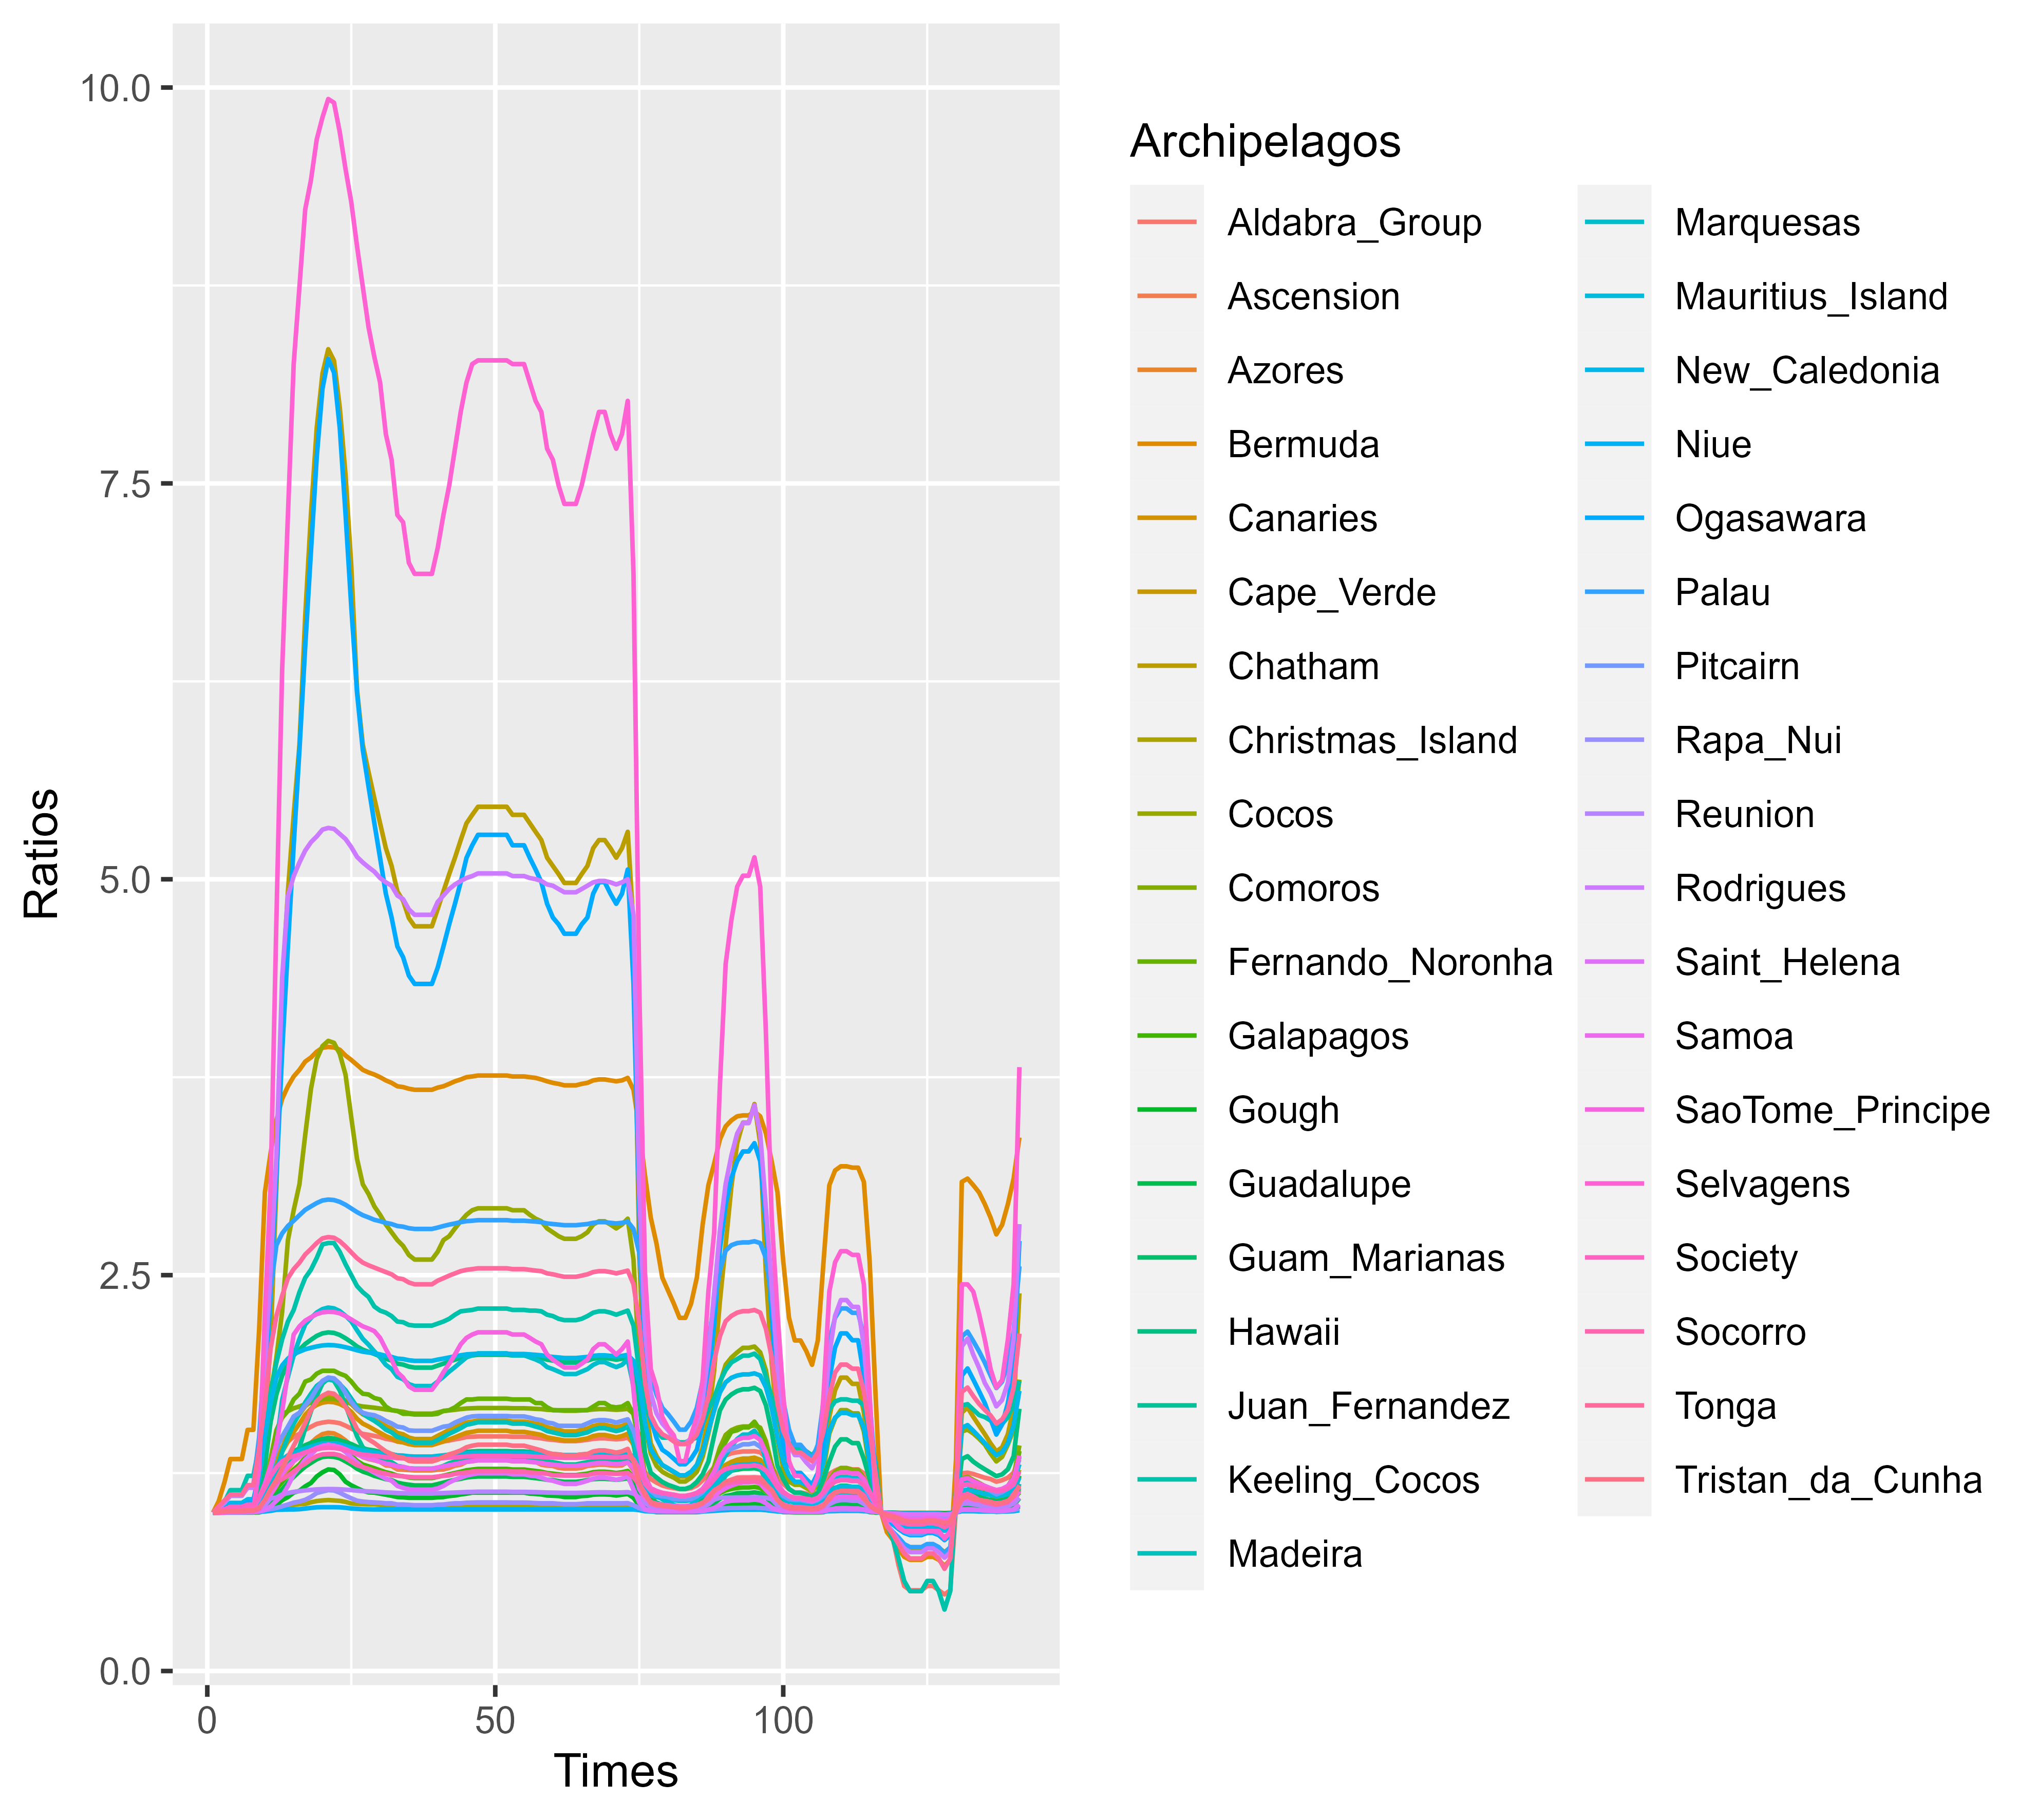 10.0
7.5
5.0
2.5
0.0
Ratios
0
50
100
Times
Archipelagos
Aldabra_Group
Ascension
Azores
Bermuda
Canaries
Cape_Verde
Chatham
Christmas_Island
Cocos
Comoros
Fernando_Noronha
Galapagos
Gough
Guadalupe
Guam_Marianas
Hawaii
Juan_Fernandez
Keeling_Cocos
Madeira
Marquesas
Mauritius_Island
New_Caledonia
Niue
Ogasawara
Palau
Pitcairn
Rapa_Nui
Reunion
Rodrigues
Saint_Helena
Samoa
SaoTome_Principe
Selvagens
Society
Socorro
Tonga
Tristan_da_Cunha